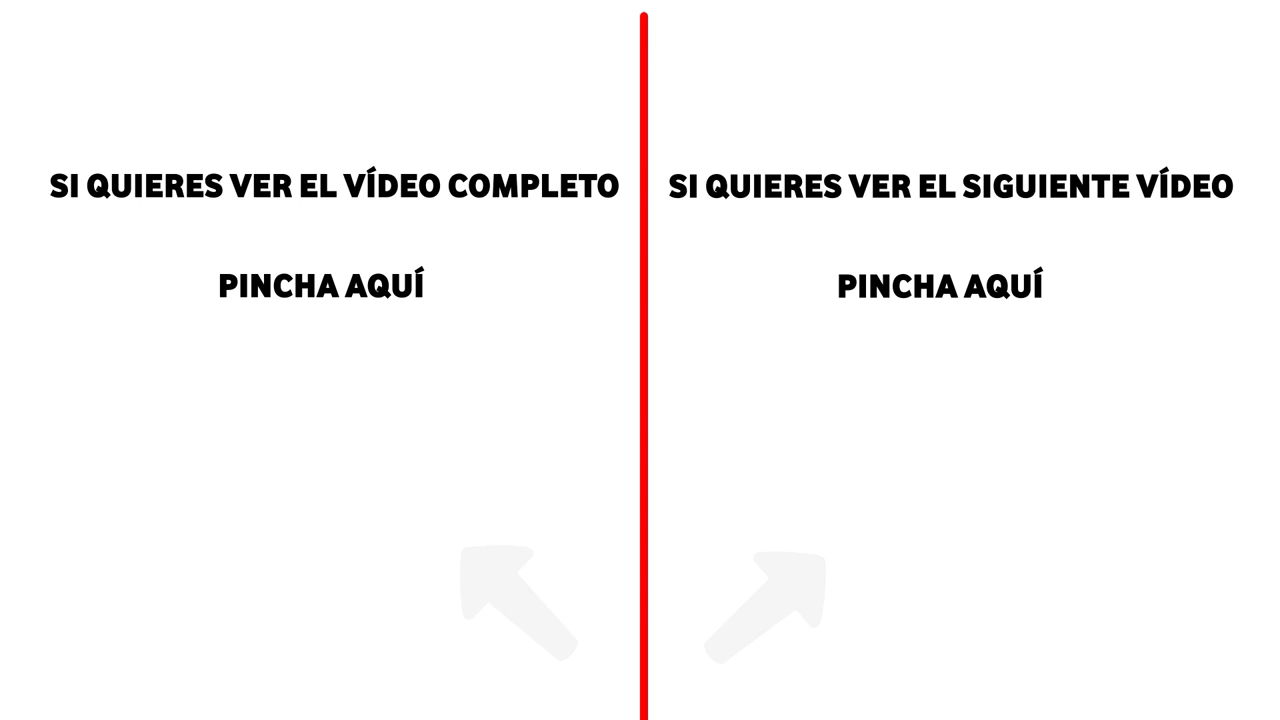 SI QUIERES VER EL VÍDEO COMPLETO
PINCHA AQUÍ
SI QUIERES VER EL SIGUIENTE VÍDEO
PINCHA AQUÍ